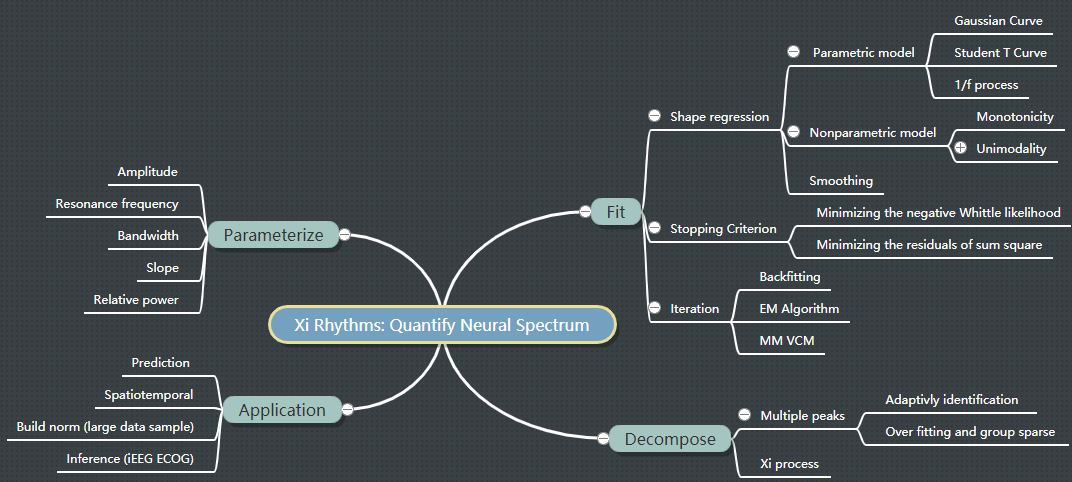 Xi Rhythms: Quantify Neural Spectrum
Fit
Shape regression
Parametric model
Gaussian Curve
Student T Curve
1/f process
Nonparametric model
Monotonicity
Unimodality
Smoothing
Stopping Criterion
Minimizing the negative Whittle likelihood
Minimizing the residuals of sum square
Iteration
Backfitting
EM Algorithm
MM VCM
Decompose
Multiple peaks
Adaptivly identification
Over fitting and group sparse
Xi process
Parameterize
Amplitude
Resonance frequency
Bandwidth
Slope
Relative power
Application
Prediction
Spatiotemporal
Build norm (large data sample)
Inference (iEEG ECOG)